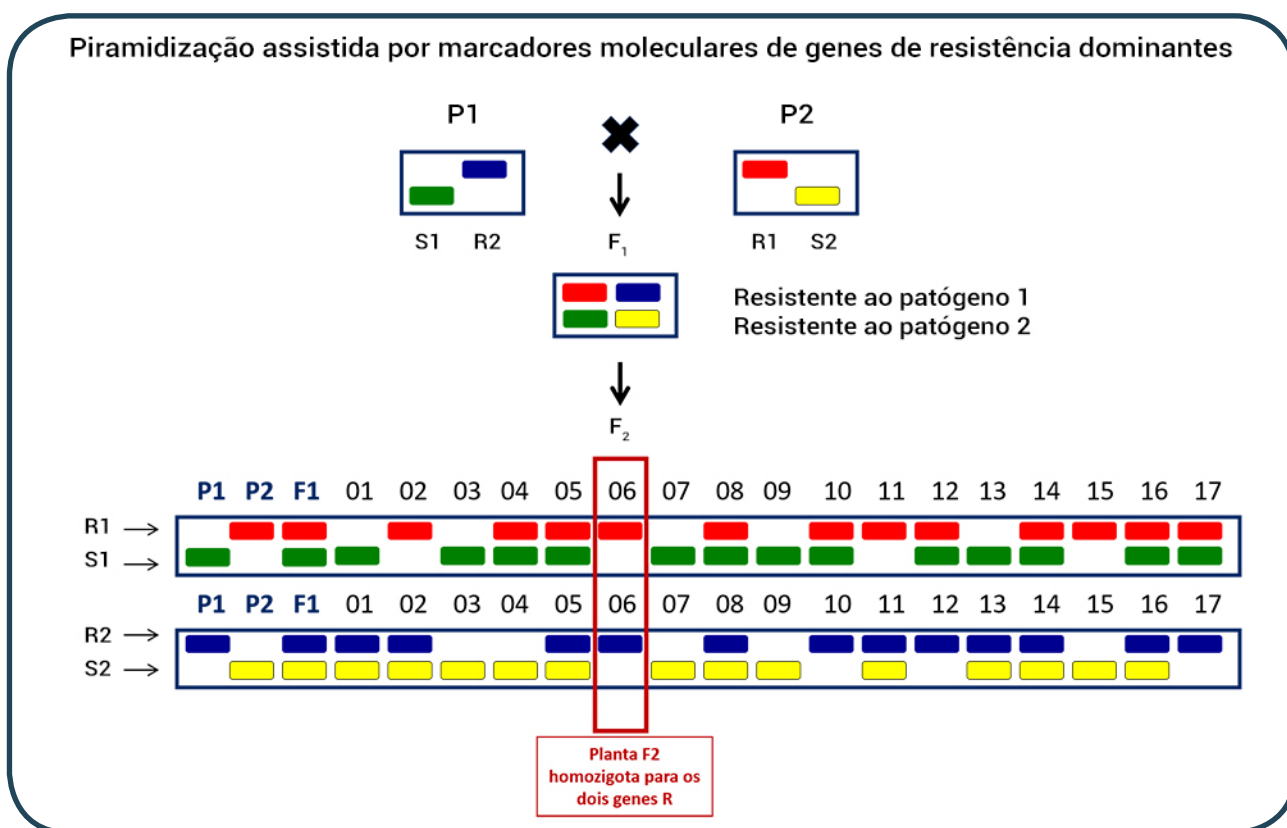 Piramidização assistida por marcadores moleculares de genes de resistência dominantes
P1 P2
S1 R2 F1 R1 S2
Resistente ao patógeno 1
Resistente ao patógeno 2
F2
P1 P2 F1 01 02 03 04 05 06 07 08 09 10 11 12 13 14 15 16 17
R1
S1
P1 P2 F1 01 02 03 04 05 06 07 08 09 10 11 12 13 14 15 16 17
R2
S2
Planta F2
homozigota para os
dois genes R